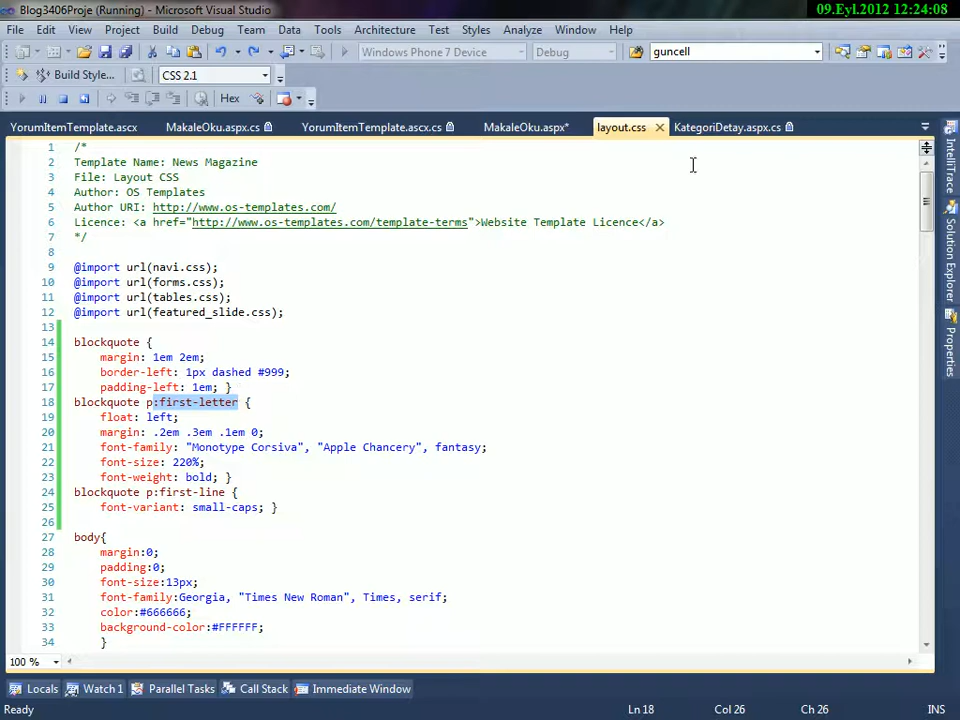 Blog3406Proje (Running) - Microsoft Visual Studio
09.Eyl.2012 12:24:08
File Edit View Project Build Debug Team Data Tools Architecture Test Styles Analyze Window Help
Windows Phone 7 Device Debug guncell
Build Style... CSS 2.1
Hex
YorumItemTemplate.ascx MakaleOku.aspx.cs YorumItemTemplate.ascx.cs MakaleOku.aspx* layout.css KategoriDetay.aspx.cs
1 /*
2 Template Name: News Magazine
3 File: Layout CSS
4 Author: OS Templates
5 Author URI: http://www.os-templates.com/
6 Licence: <a href="http://www.os-templates.com/template-terms">Website Template Licence</a>
7 */
8
9 @import url(navi.css);
10 @import url(forms.css);
11 @import url(tables.css);
12 @import url(featured_slide.css);
13
14 blockquote {
15 margin: 1em 2em;
16 border-left: 1px dashed #999;
17 padding-left: 1em; }
18 blockquote p:first-letter {
19 float: left;
20 margin: .2em .3em .1em 0;
21 font-family: "Monotype Corsiva", "Apple Chancery", fantasy;
22 font-size: 220%;
23 font-weight: bold; }
24 blockquote p:first-line {
25 font-variant: small-caps; }
26
27 body{
28 margin:0;
29 padding:0;
30 font-size:13px;
31 font-family:Georgia, "Times New Roman", Times, serif;
32 color:#666666;
33 background-color:#FFFFFF;
34 }
100 %
IntelliTrace
Solution Explorer
Properties
Locals Watch 1 Parallel Tasks Call Stack Immediate Window
Ready Ln 18 Col 26 Ch 26 INS